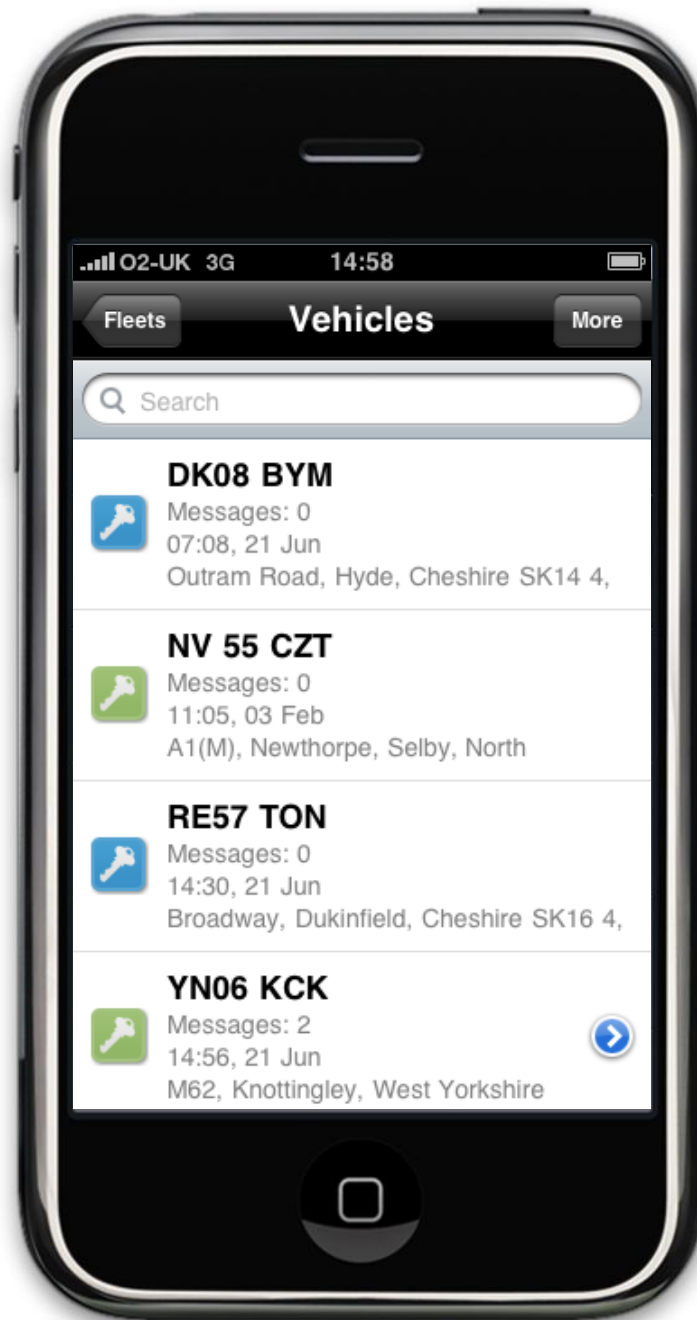 O2-UK 3G 14:58
Fleets Vehicles More
Search
DK08 BYM
Messages: 0
07:08, 21 Jun
Outram Road, Hyde, Cheshire SK14 4,
NV 55 CZT
Messages: 0
11:05, 03 Feb
A1(M), Newthorpe, Selby, North
RE57 TON
Messages: 0
14:30, 21 Jun
Broadway, Dukinfield, Cheshire SK16 4,
YN06 KCK
Messages: 2
14:56, 21 Jun
M62, Knottingley, West Yorkshire